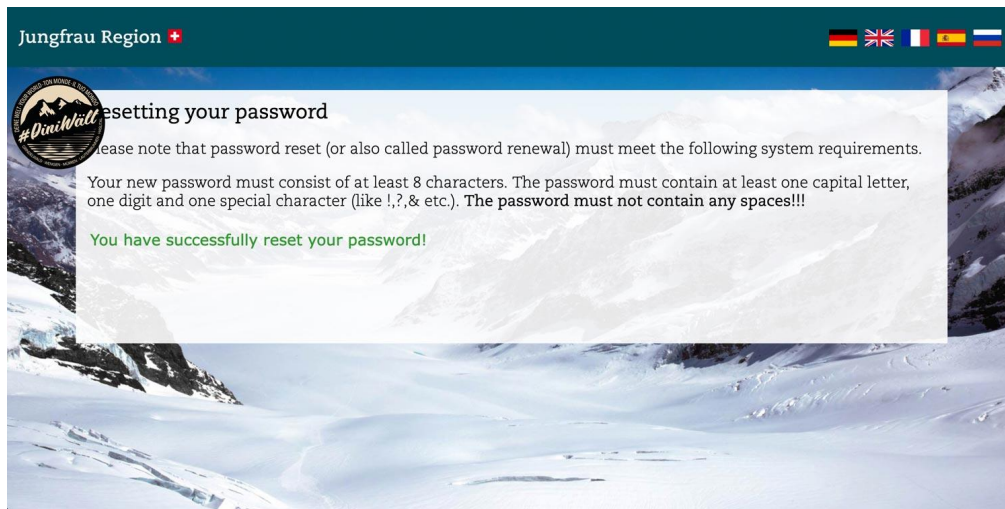 Jungfrau Region
#DiniWält
esetting your password
lease note that password reset (or also called password renewal) must meet the following system requirements.
Your new password must consist of at least 8 characters. The password must contain at least one capital letter,
one digit and one special character (like !,?,& etc.). The password must not contain any spaces!!!
You have successfully reset your password!